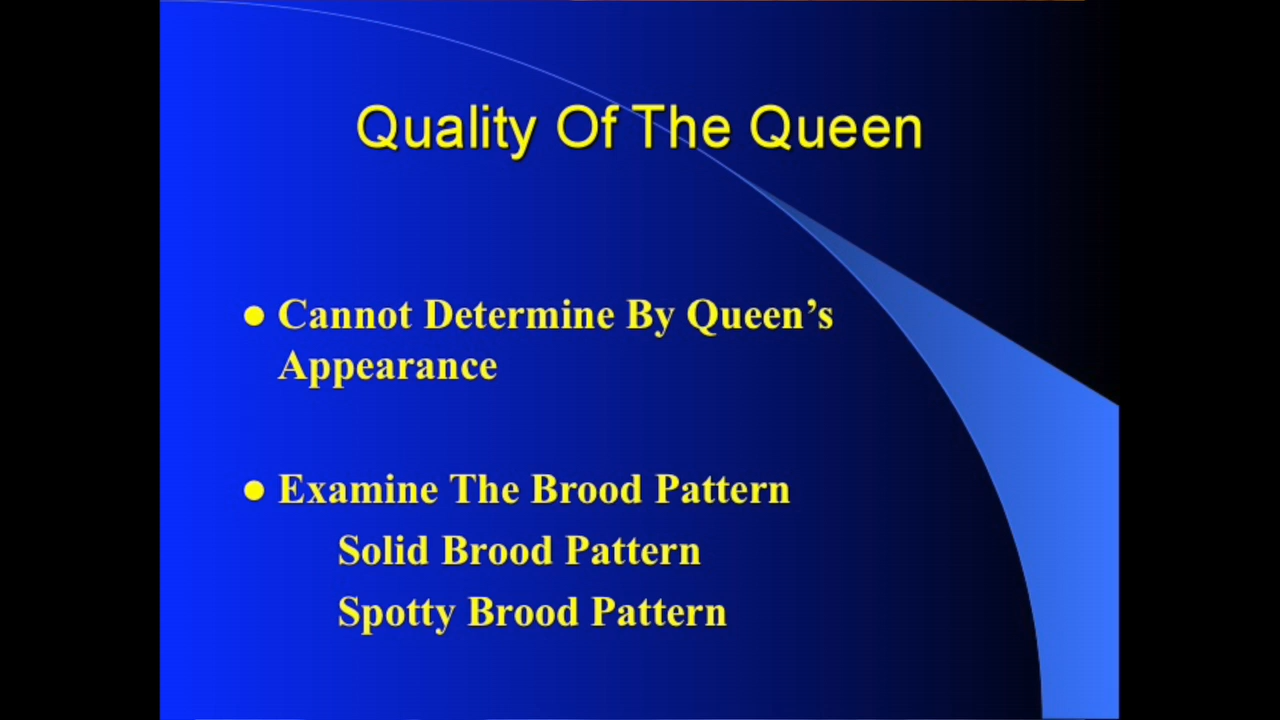 Quality Of The Queen
● Cannot Determine By Queen’s
Appearance
● Examine The Brood Pattern
Solid Brood Pattern
Spotty Brood Pattern